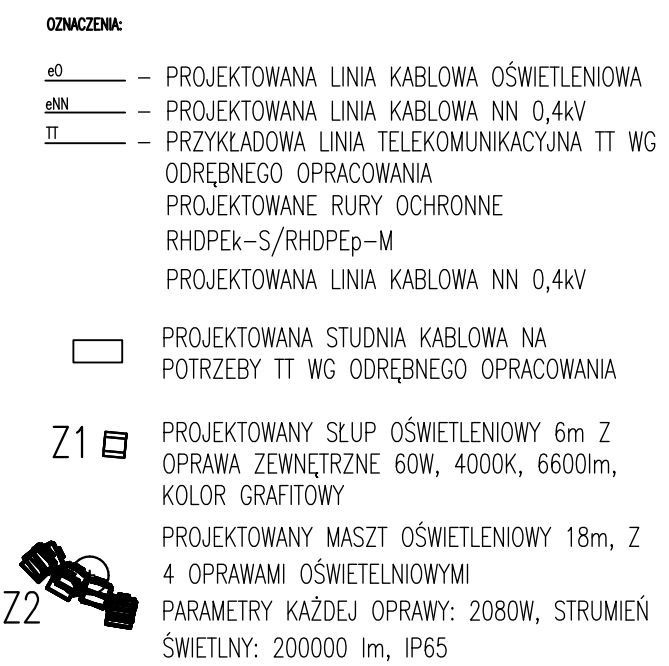 OZNACZENIA:
eO – PROJEKTOWANA LINIA KABLOWA OŚWIETLENIOWA
eNN – PROJEKTOWANA LINIA KABLOWA NN 0,4kV
TT – PRZYKŁADOWA LINIA TELEKOMUNIKACYJNA TT WG
ODRĘBNEGO OPRACOWANIA
PROJEKTOWANE RURY OCHRONNE
RHDPEk-S/RHDPEp-M
PROJEKTOWANA LINIA KABLOWA NN 0,4kV
PROJEKTOWANA STUDNIA KABLOWA NA
POTRZEBY TT WG ODRĘBNEGO OPRACOWANIA
Z1 PROJEKTOWANY SŁUP OŚWIETLENIOWY 6m Z
OPRAWA ZEWNĘTRZNE 60W, 4000K, 6600lm,
KOLOR GRAFITOWY
PROJEKTOWANY MASZT OŚWIETLENIOWY 18m, Z
4 OPRAWAMI OŚWIETELNIOWYMI
Z2 PARAMETRY KAŻDEJ OPRAWY: 2080W, STRUMIEŃ
ŚWIETLNY: 200000 lm, IP65